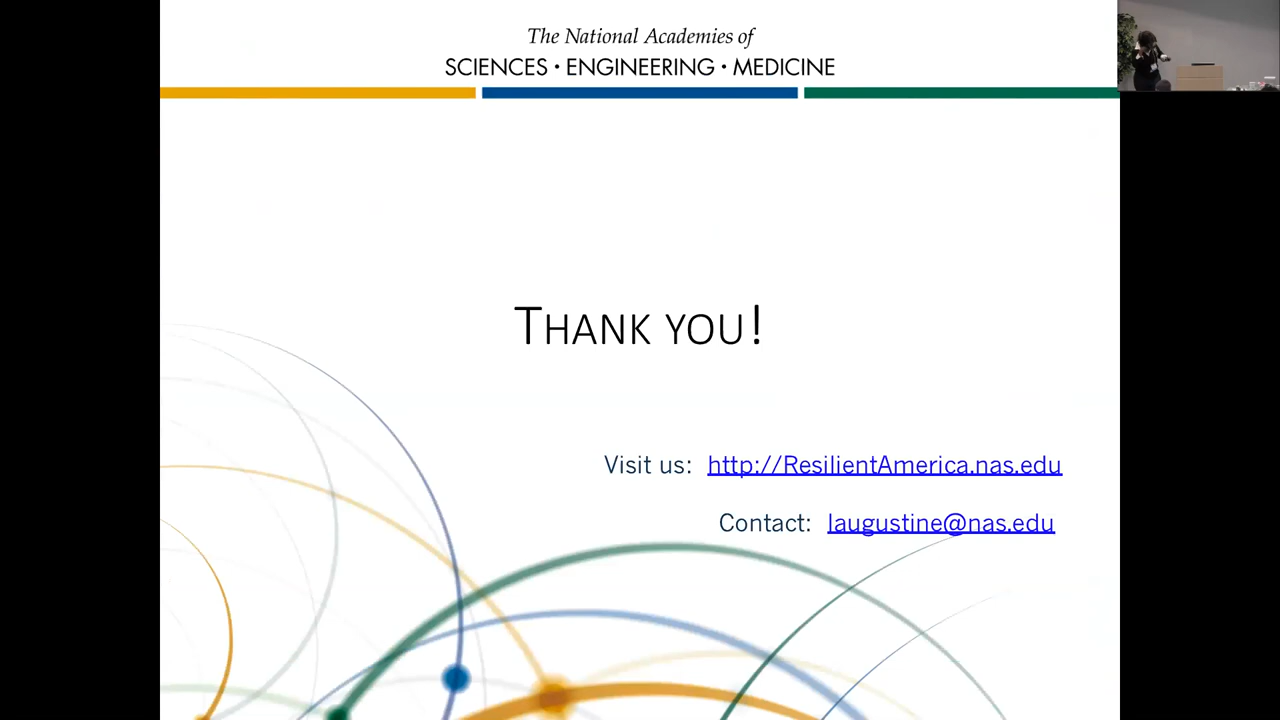 The National Academies of
SCIENCES · ENGINEERING · MEDICINE
THANK YOU!
Visit us: http://ResilientAmerica.nas.edu
Contact: laugustine@nas.edu